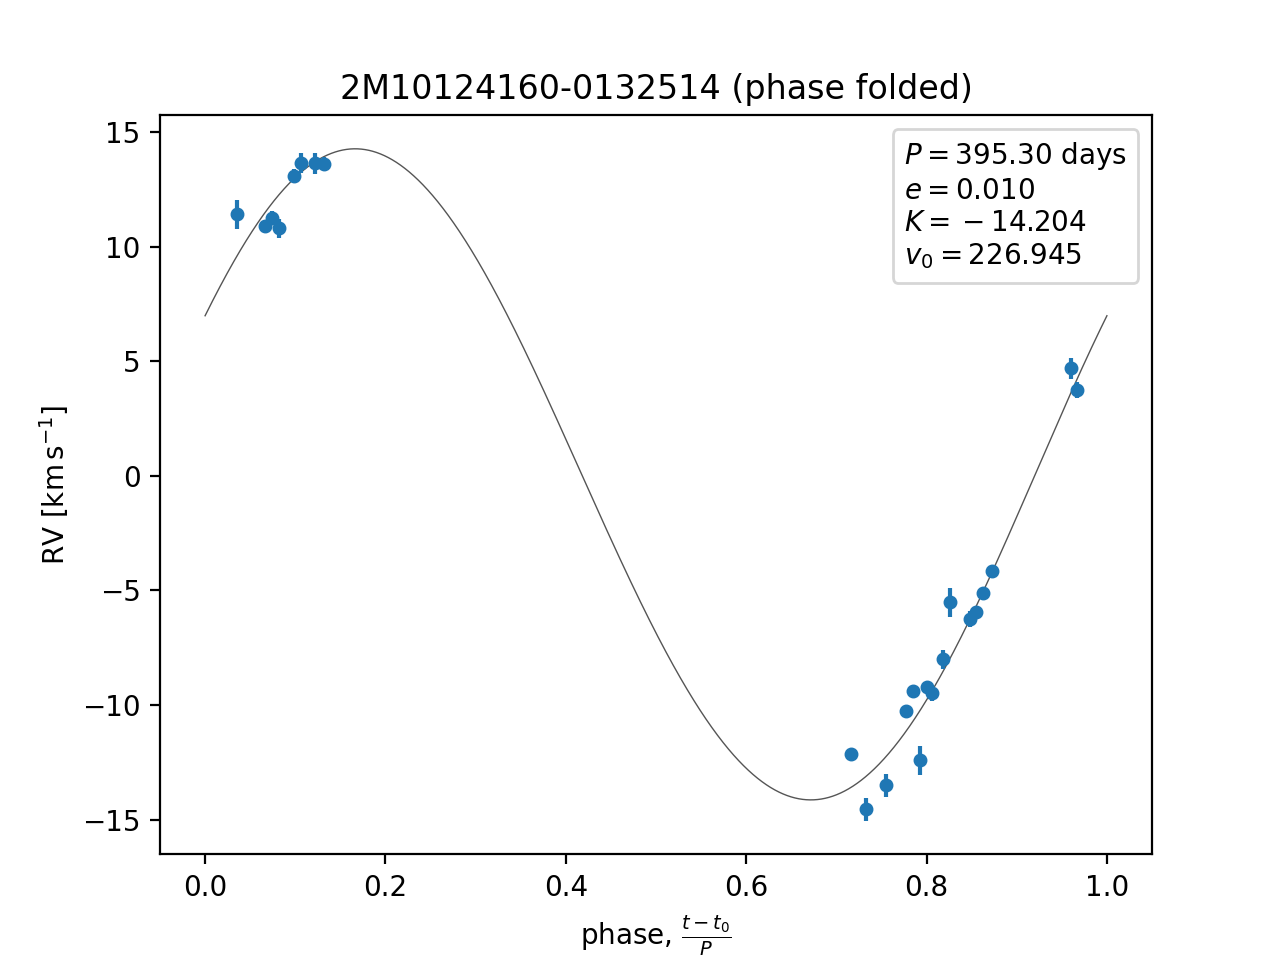 2M10124160-0132514 (phase folded)
P = 395.30 days
e = 0.010
K = −14.204
v₀ = 226.945
15
10
5
0
−5
−10
−15
RV [km s⁻¹]
0.0 0.2 0.4 0.6 0.8 1.0
phase, (t − t₀)/P